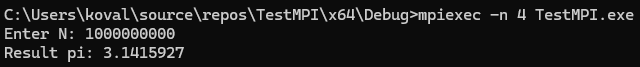 C:\Users\koval\source\repos\TestMPI\x64\Debug>mpiexec -n 4 TestMPI.exe
Enter N: 1000000000
Result pi: 3.1415927